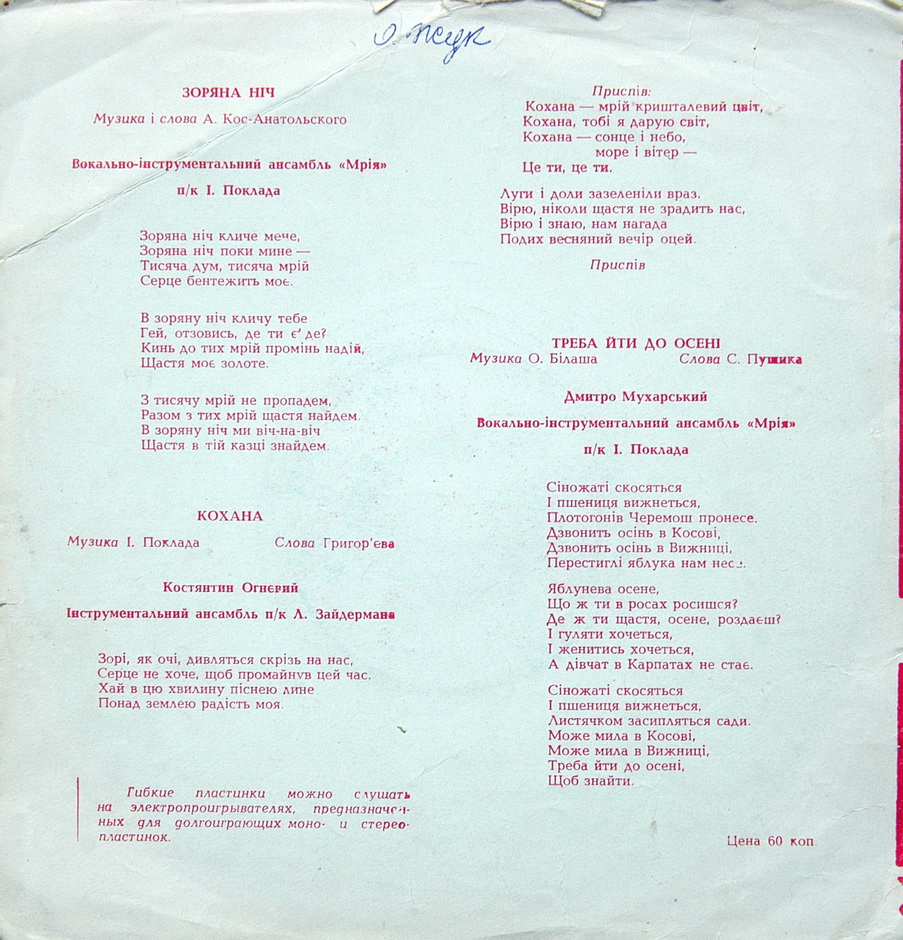 О. Жук
ЗОРЯНА НІЧ
Музика і слова А. Кос-Анатольского
Вокально-інструментальний ансамбль «Мрія»
п/к І. Поклада
Зоряна ніч кличе мене,
Зоряна ніч поки мине —
Тисяча дум, тисяча мрій
Серце бентежить моє.
В зоряну ніч кличу тебе
Гей, отзовись, де ти є' де?
Кинь до тих мрій промінь надій,
Щастя моє золоте.
З тисячу мрій не пропадем,
Разом з тих мрій щастя найдем.
В зоряну ніч ми віч-на-віч
Щастя в тій казці знайдем.
КОХАНА
Музика І. Поклада Слова Григор'єва
Костянтин Огнєрий
Інструментальний ансамбль п/к Л. Зайдермана
Зорі, як очі, дивляться скрізь на нас,
Серце не хоче, щоб промайнув цей час.
Хай в цю хвилину піснею лине
Понад землею радість моя.
Гибкие пластинки можно слушать
на электропроигрывателях, предназначен-
ных для долгоиграющих моно- и стерео-
пластинок.
Приспів:
Кохана — мрій кришталевий цвіт,
Кохана, тобі я дарую світ,
Кохана — сонце і небо,
море і вітер —
Це ти, це ти.
Луги і доли зазеленіли враз.
Вірю, ніколи щастя не зрадить нас,
Вірю і знаю, нам нагада
Подих весняний вечір оцей.
Приспів
ТРЕБА ЙТИ ДО ОСЕНІ
Музика О. Білаша Слова С. Пушика
Дмитро Мухарський
Вокально-інструментальний ансамбль «Мрія»
п/к І. Поклада
Сіножаті скосяться
І пшениця вижнеться,
Плотогонів Черемош пронесе.
Дзвонить осінь в Косові,
Дзвонить осінь в Вижниці,
Перестиглі яблука нам несе.
Яблунева осене,
Що ж ти в росах росишся?
Де ж ти щастя, осене, роздаєш?
І гуляти хочеться,
І женитись хочеться,
А дівчат в Карпатах не стає.
Сіножаті скосяться
І пшениця вижнеться,
Листячком засипляться сади.
Може мила в Косові,
Може мила в Вижниці,
Треба йти до осені,
Щоб знайти.
Цена 60 коп.